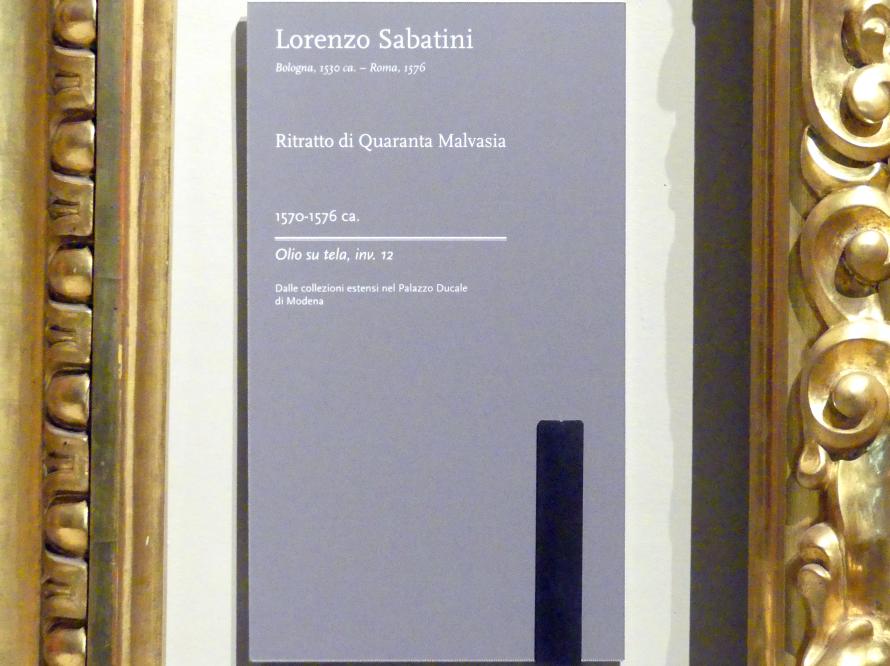 Lorenzo Sabatini
Bologna, 1530 ca. – Roma, 1576
Ritratto di Quaranta Malvasia
1570-1576 ca.
Olio su tela, inv. 12
Dalle collezioni estensi nel Palazzo Ducale
di Modena